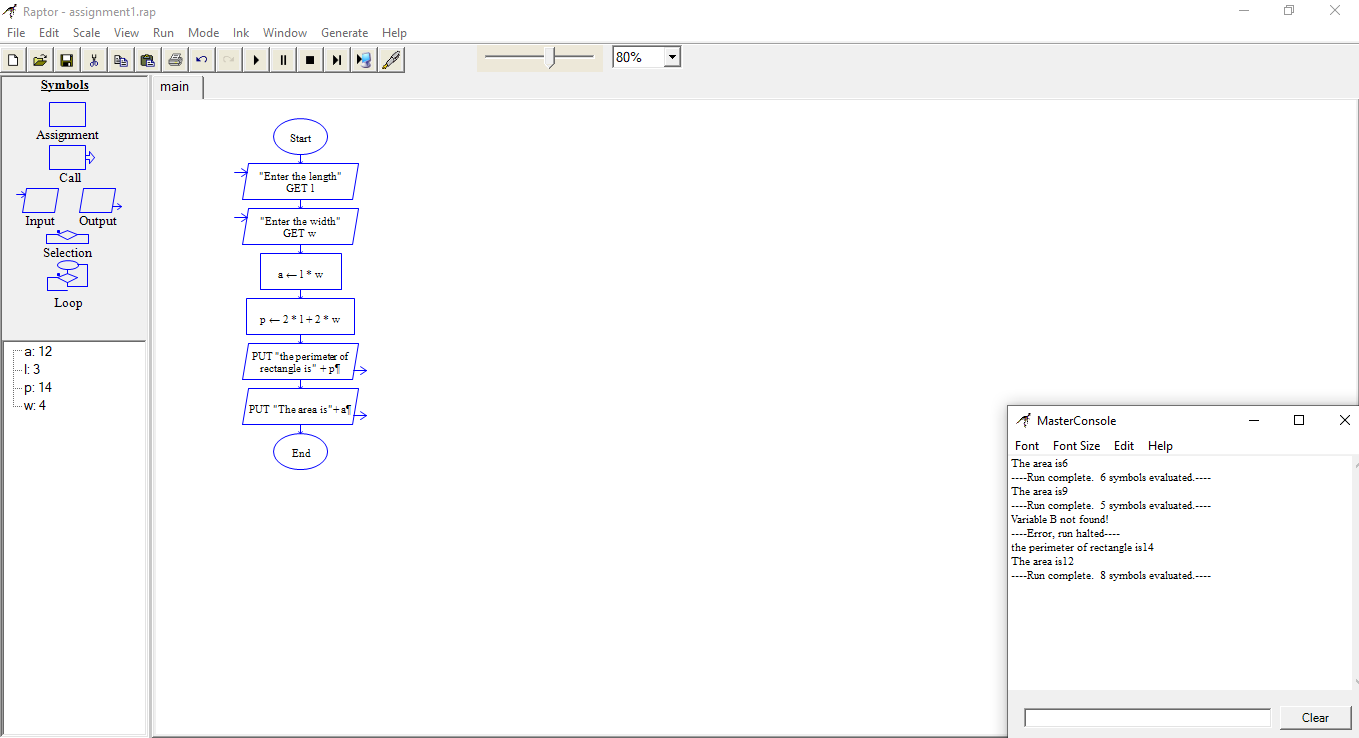 Raptor - assignment1.rap
File Edit Scale View Run Mode Ink Window Generate Help
80%
Symbols
Assignment
Call
Input Output
Selection
Loop
a: 12
l: 3
p: 14
w: 4
main
Start
"Enter the length"
GET l
"Enter the width"
GET w
a ← l * w
p ← 2 * l + 2 * w
PUT "the perimeter of
rectangle is" + p¶
PUT "The area is"+a¶
End
MasterConsole
Font Font Size Edit Help
The area is6
----Run complete.  6 symbols evaluated.----
The area is9
----Run complete.  5 symbols evaluated.----
Variable B not found!
----Error, run halted----
the perimeter of rectangle is14
The area is12
----Run complete.  8 symbols evaluated.----
Clear